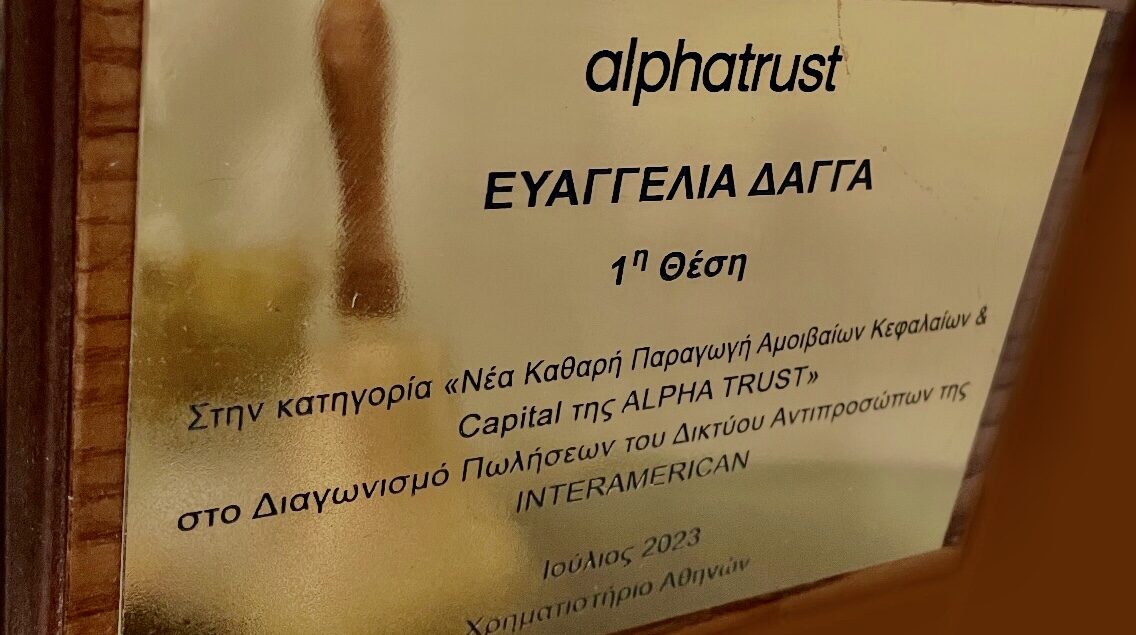 alphatrust
ΕΥΑΓΓΕΛΙΑ ΔΑΓΓΑ
1η Θέση
Στην κατηγορία «Νέα Καθαρή Παραγωγή Αμοιβαίων Κεφαλαίων &
Capital της ALPHA TRUST»
στο Διαγωνισμό Πωλήσεων του Δικτύου Αντιπροσώπων της
INTERAMERICAN
Ιούλιος 2023
Χρηματιστήριο Αθηνών